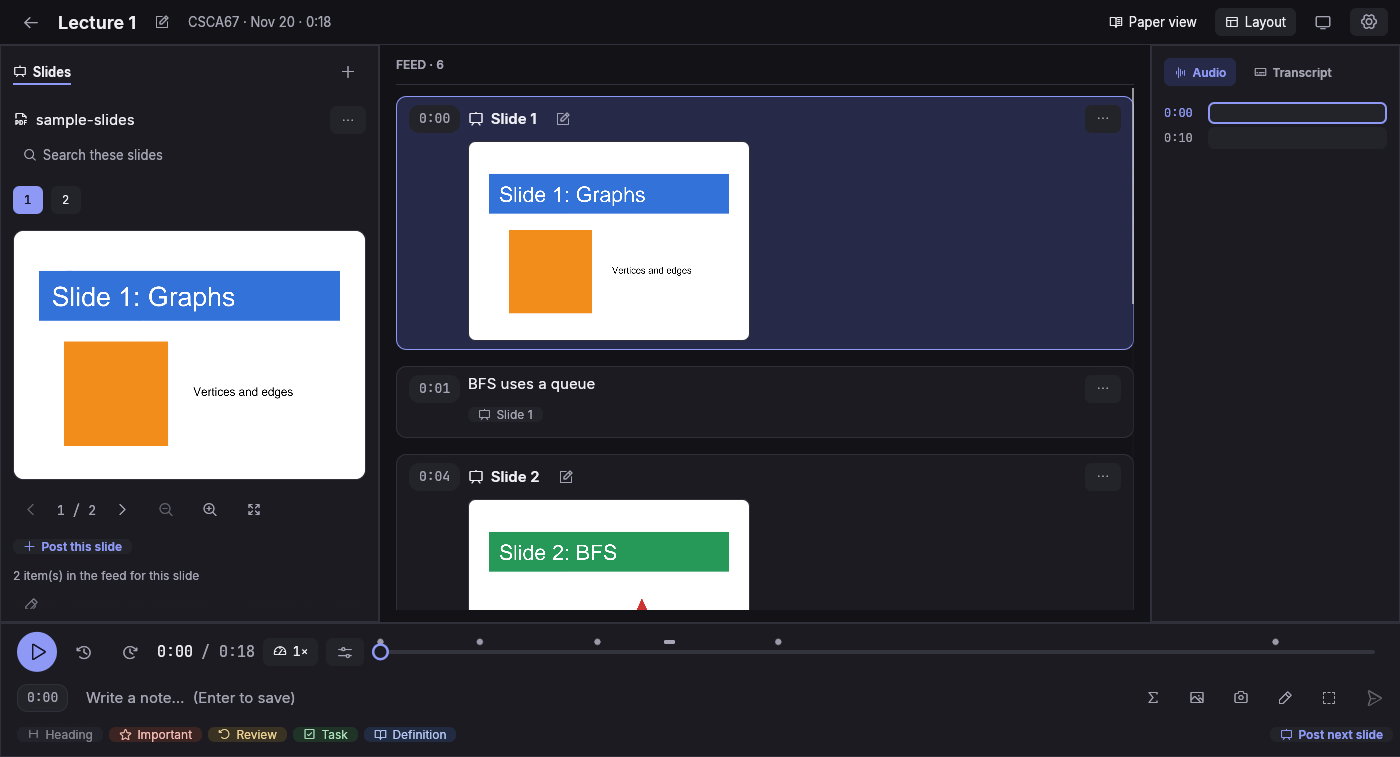 Lecture 1
CSCA67 · Nov 20 · 0:18
Paper view
Layout
Slides
PDF
sample-slides
Search these slides
1
2
Slide 1: Graphs
Vertices and edges
1 / 2
Post this slide
2 item(s) in the feed for this slide
FEED · 6
0:00
Slide 1
Slide 1: Graphs
Vertices and edges
0:01
BFS uses a queue
Slide 1
0:04
Slide 2
Slide 2: BFS
Audio
Transcript
0:00
0:10
0:00 / 0:18
1×
0:00
Write a note... (Enter to save)
Heading
Important
Review
Task
Definition
Post next slide